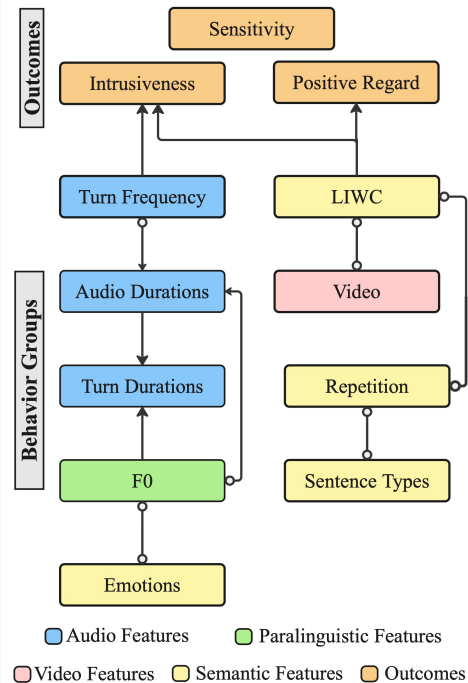 Outcomes
Sensitivity
Intrusiveness
Positive Regard
Turn Frequency
LIWC
Behavior Groups
Audio Durations
Video
Turn Durations
Repetition
F0
Sentence Types
Emotions
Audio Features
Paralinguistic Features
Video Features
Semantic Features
Outcomes